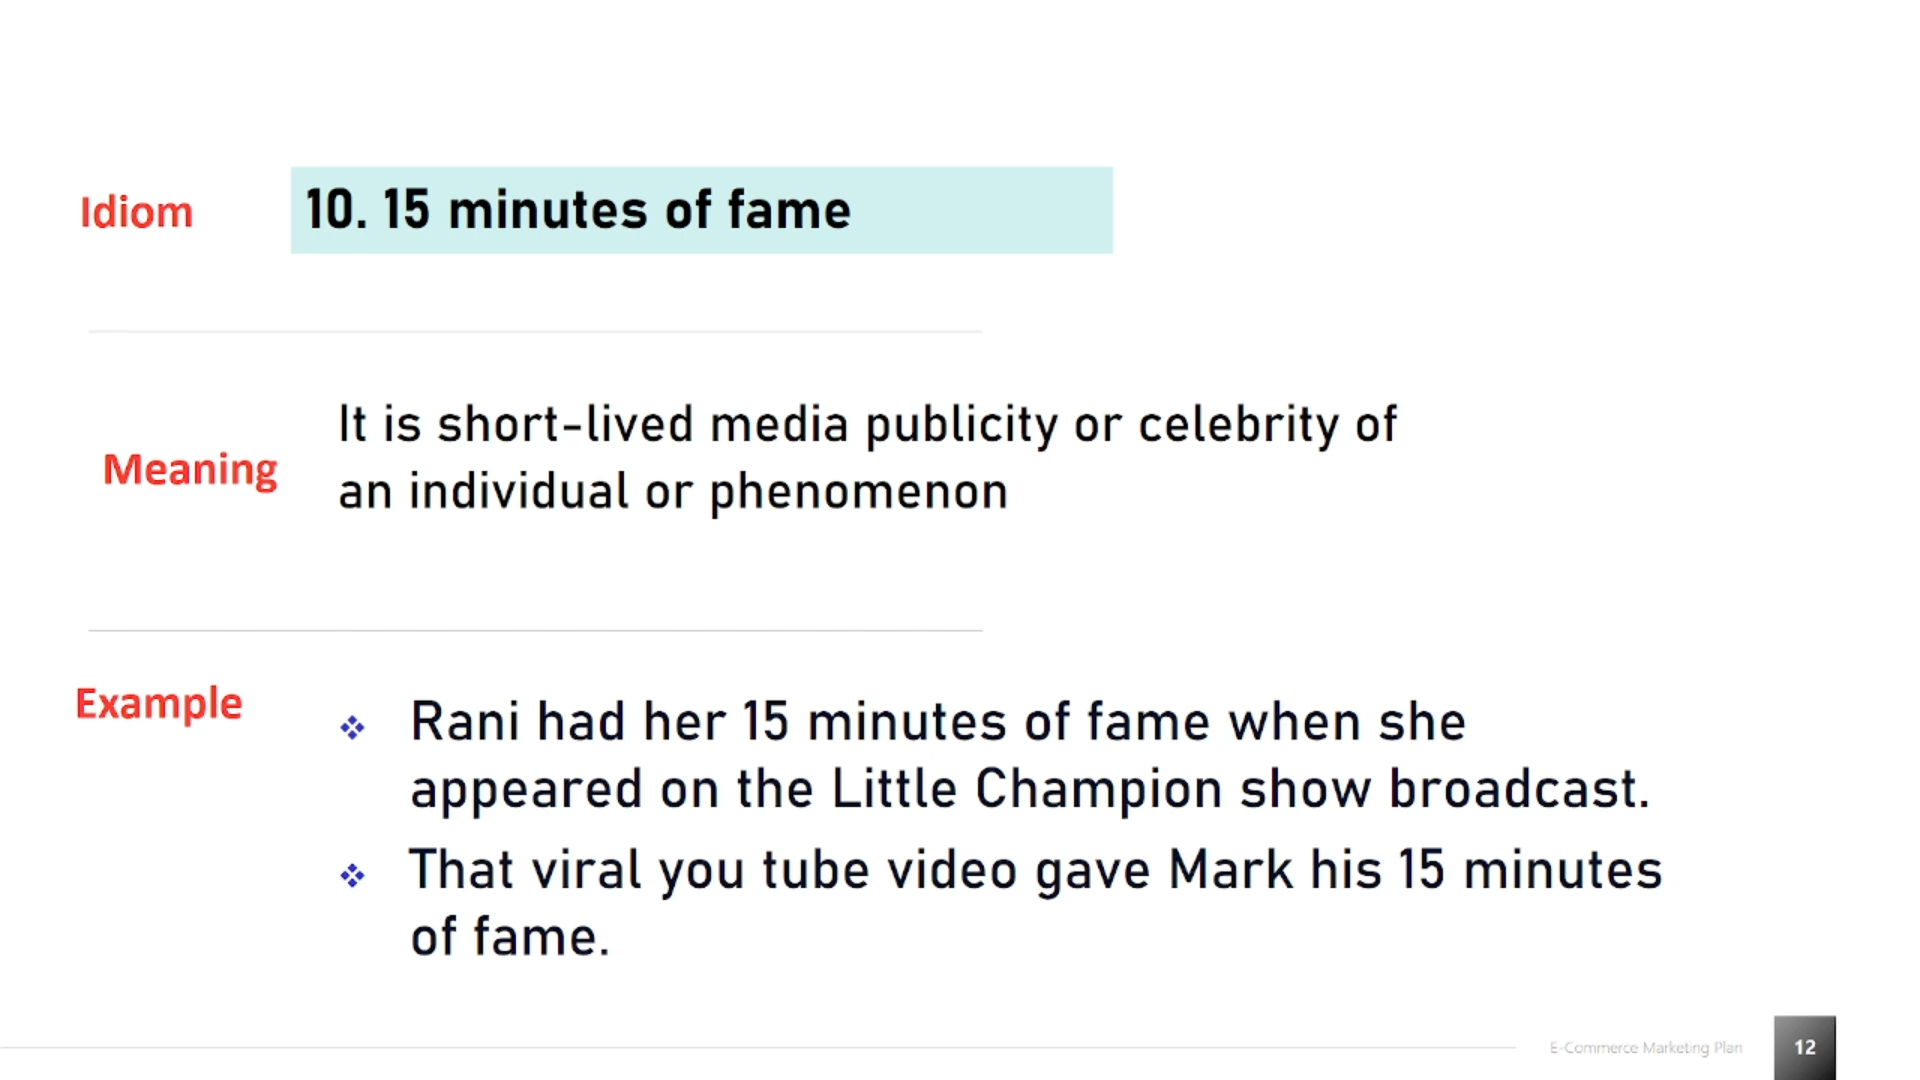 Idiom
10. 15 minutes of fame
Meaning
It is short-lived media publicity or celebrity of
an individual or phenomenon
Example
❖ Rani had her 15 minutes of fame when she
appeared on the Little Champion show broadcast.
❖ That viral you tube video gave Mark his 15 minutes
of fame.
E-Commerce Marketing Plan
12